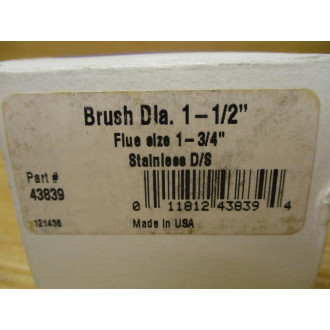 Brush Dia. 1-1/2"
Flue size 1-3/4"
Stainless D/S
Part #
43839
0 11812 43839 4
121436
Made in USA